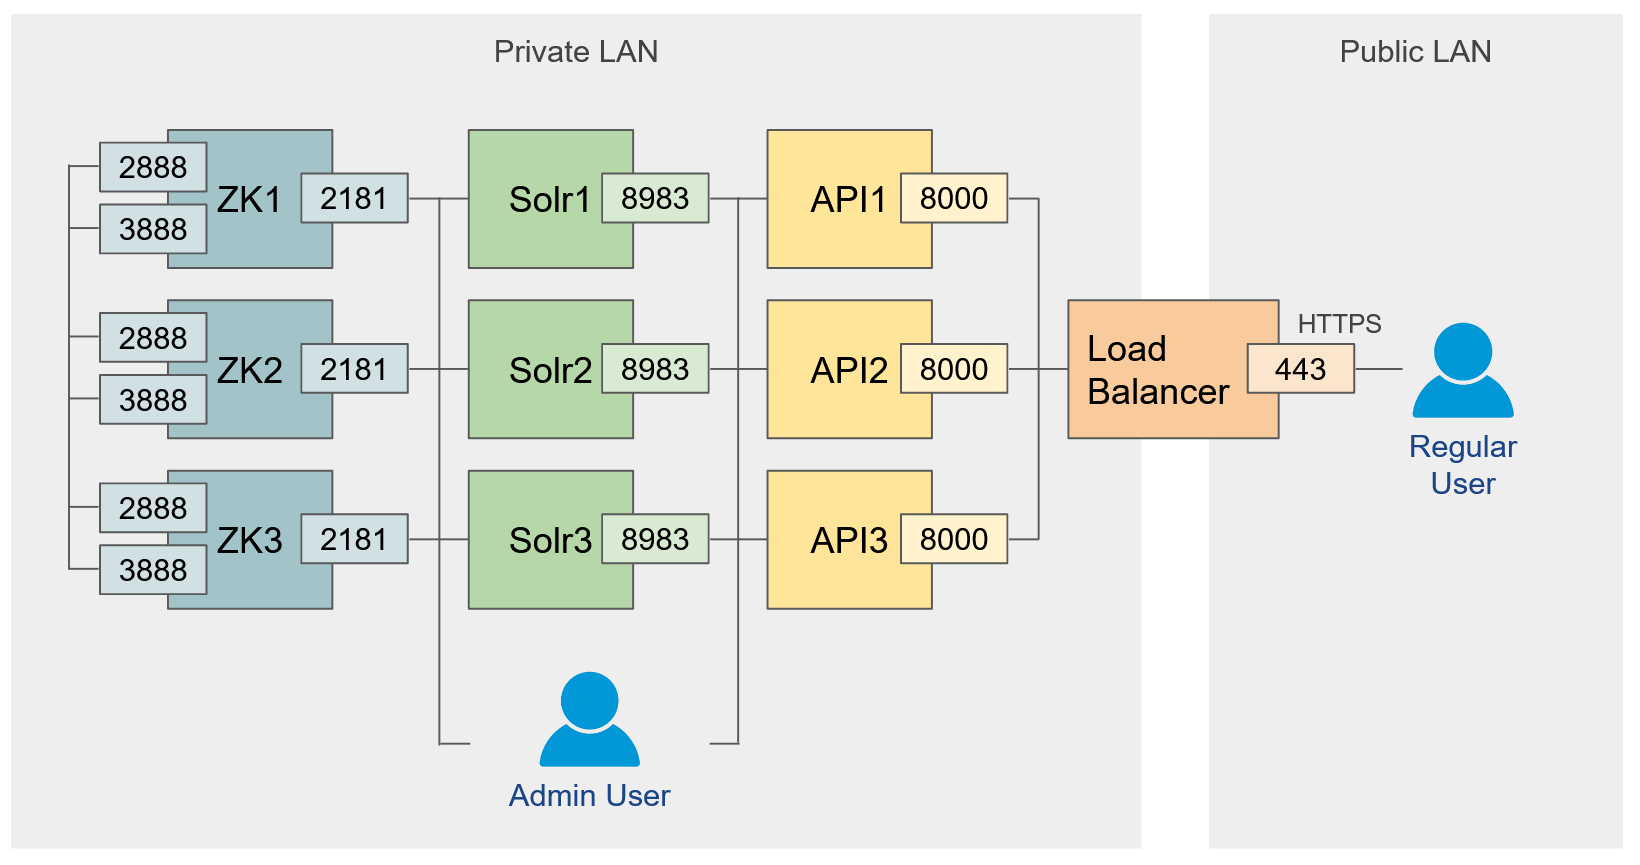 Private LAN
Public LAN
2888
3888
ZK1
2181
Solr1
8983
API1
8000
2888
3888
ZK2
2181
Solr2
8983
API2
8000
Load
Balancer
HTTPS
443
Regular
User
2888
3888
ZK3
2181
Solr3
8983
API3
8000
Admin User